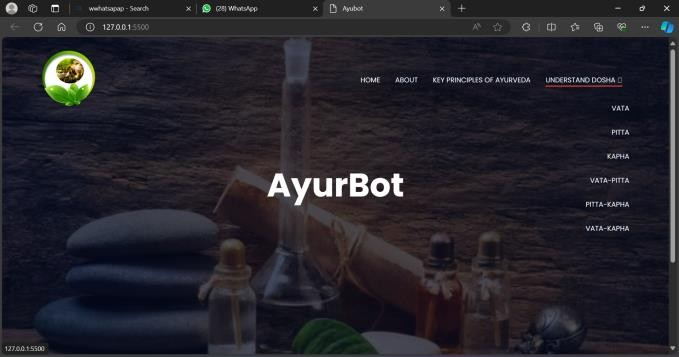 wwhatsapap - Search
(28) WhatsApp
Ayubot
127.0.0.1:5500
HOME ABOUT KEY PRINCIPLES OF AYURVEDA UNDERSTAND DOSHA
VATA
PITTA
KAPHA
VATA-PITTA
PITTA-KAPHA
VATA-KAPHA
AyurBot
127.0.0.1:5500